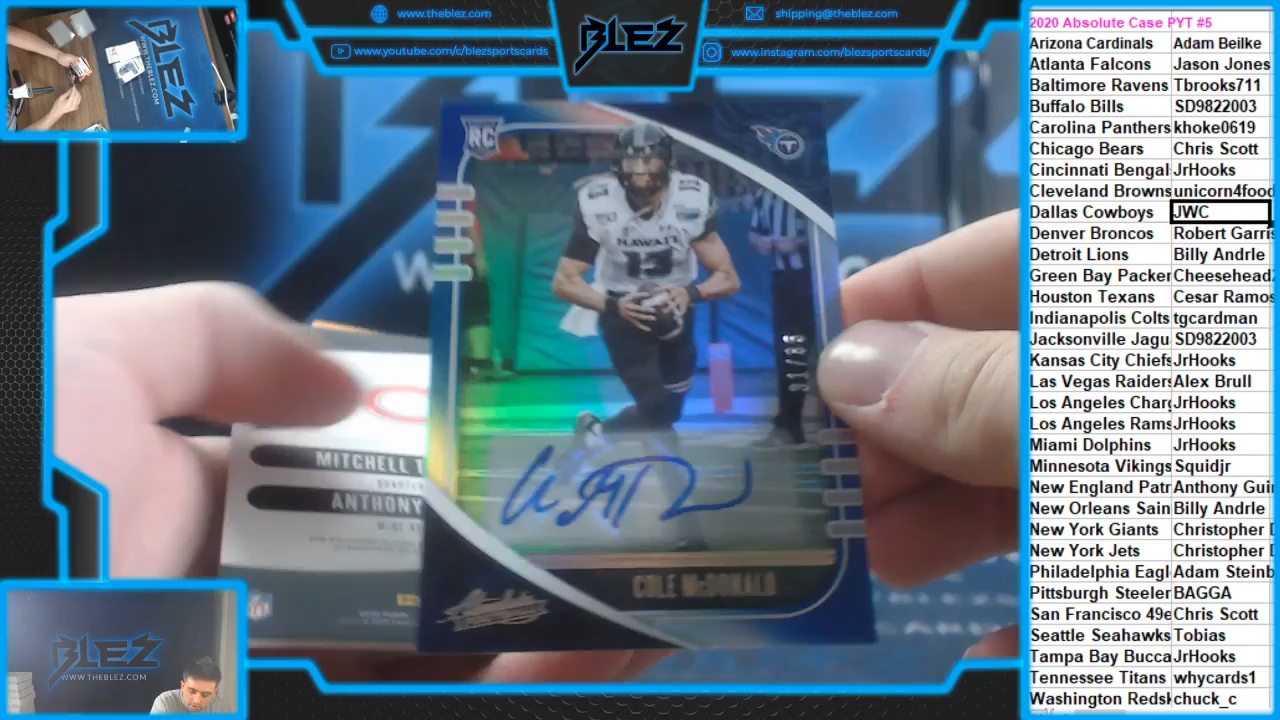 www.theblez.com
shipping@theblez.com
www.youtube.com/c/blezsportscards
www.instagram.com/blezsportscards/
BLEZ
BLEZ
WWW.THEBLEZ.COM
RC
T
HAWAI'I
13
MITCHELL T
ANTHONY
COLE McDONALD
Absolute
NFL
BLEZ
WWW.THEBLEZ.COM
2020 Absolute Case PYT #5
Arizona Cardinals Adam Beilke
Atlanta Falcons Jason Jones
Baltimore Ravens Tbrooks711
Buffalo Bills SD9822003
Carolina Panthers khoke0619
Chicago Bears Chris Scott
Cincinnati Bengal JrHooks
Cleveland Browns unicorn4food
Dallas Cowboys JWC
Denver Broncos Robert Garris
Detroit Lions Billy Andrle
Green Bay Packer Cheesehead
Houston Texans Cesar Ramos
Indianapolis Colts tgcardman
Jacksonville Jagu SD9822003
Kansas City Chiefs JrHooks
Las Vegas Raiders Alex Brull
Los Angeles Charg JrHooks
Los Angeles Rams JrHooks
Miami Dolphins JrHooks
Minnesota Vikings Squidjr
New England Patr Anthony Gui
New Orleans Sain Billy Andrle
New York Giants Christopher
New York Jets Christopher
Philadelphia Eagl Adam Steinb
Pittsburgh Steeler BAGGA
San Francisco 49e Chris Scott
Seattle Seahawks Tobias
Tampa Bay Bucca JrHooks
Tennessee Titans whycards1
Washington Redsk chuck_c